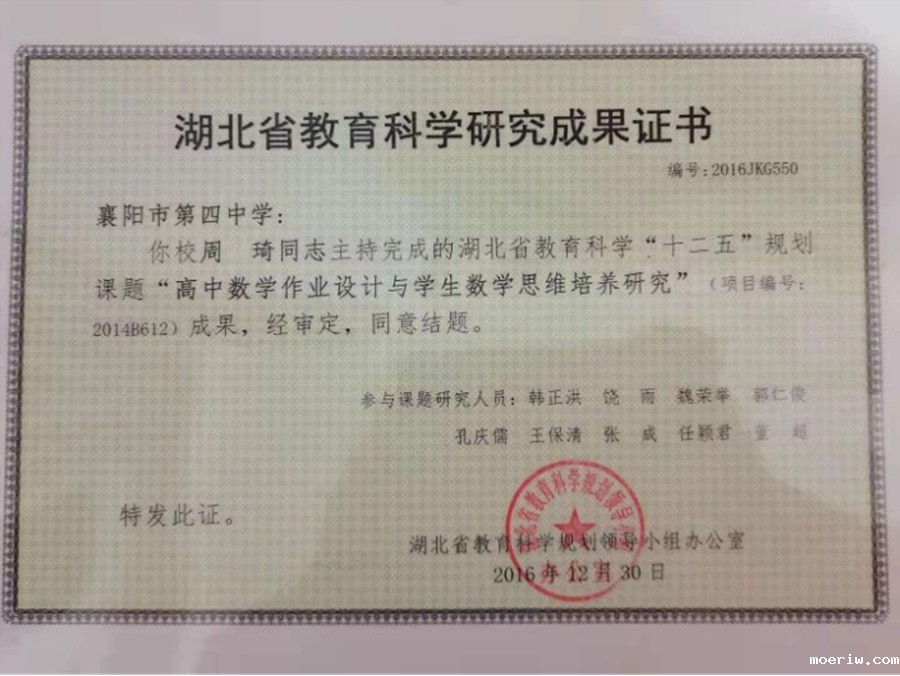 湖北省教育科学研究成果证书
编号:2016JKG550
襄阳市第四中学:
你校周 琦同志主持完成的湖北省教育科学“十二五”规划
课题“高中数学作业设计与学生数学思维培养研究”(项目编号:
2014B612)成果,经审定,同意结题。
参与课题研究人员:韩正洪 饶 雨 魏荣举 郭仁俊
孔庆儒 王保清 张 成 任颖君 董 超
特发此证。
湖北省教育科学规划领导小组办公室
2016年12月30日
moeriw.com